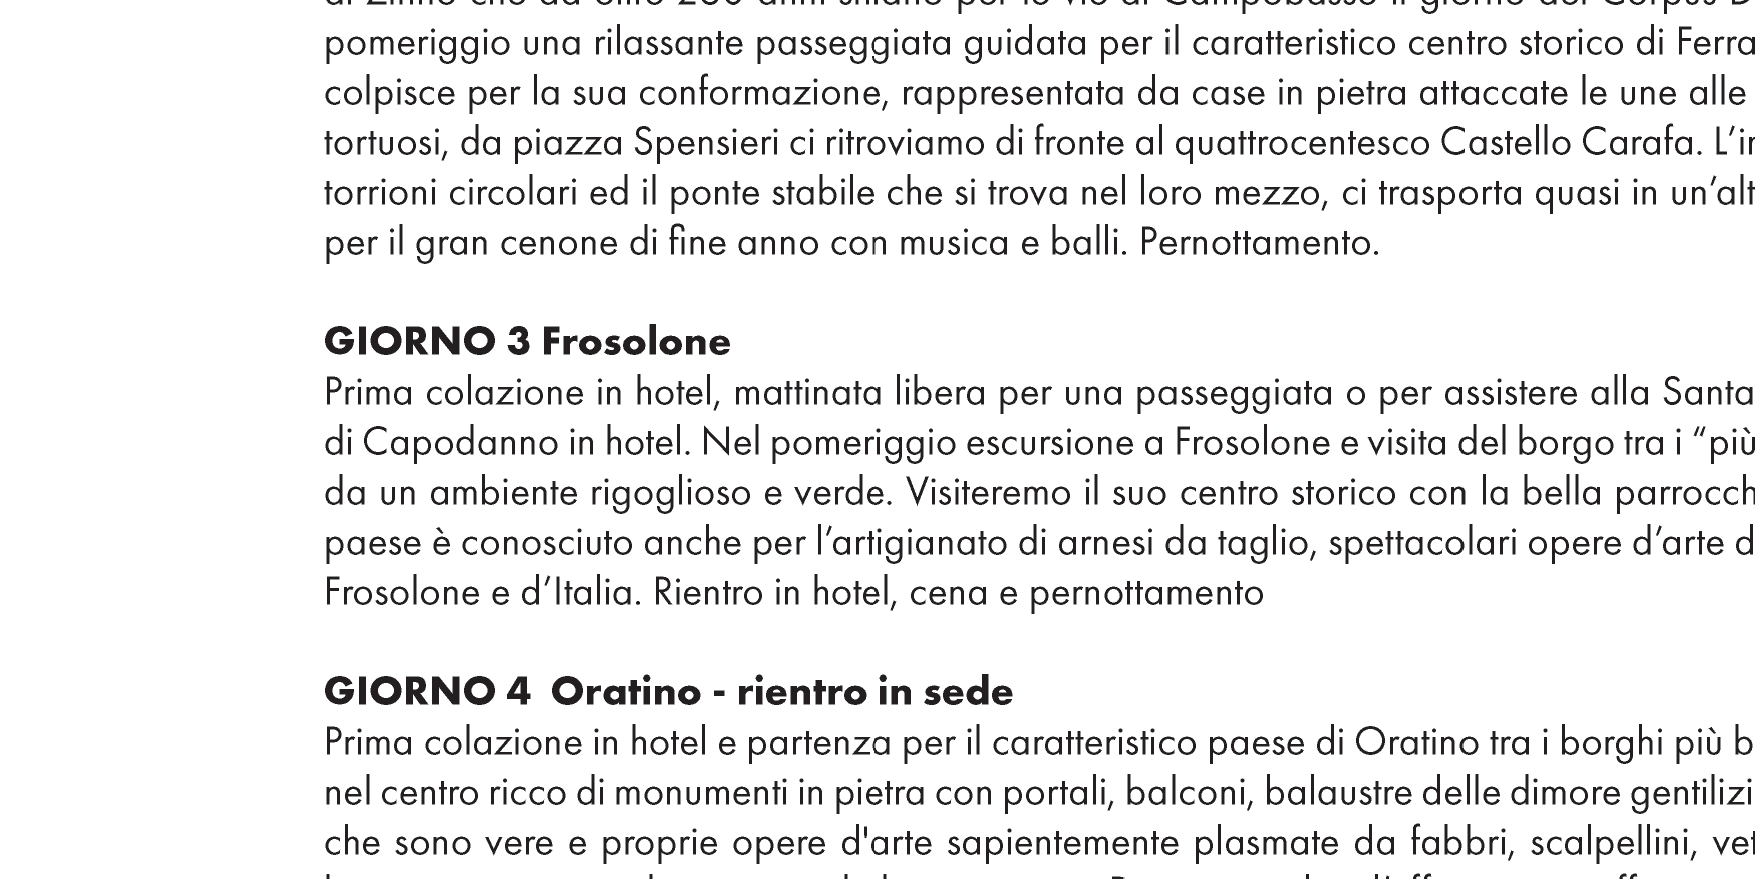 pomeriggio una rilassante passeggiata guidata per il caratteristico centro storico di Ferra
colpisce per la sua conformazione, rappresentata da case in pietra attaccate le une alle
tortuosi, da piazza Spensieri ci ritroviamo di fronte al quattrocentesco Castello Carafa. L’in
torrioni circolari ed il ponte stabile che si trova nel loro mezzo, ci trasporta quasi in un’alt
per il gran cenone di fine anno con musica e balli. Pernottamento.
GIORNO 3 Frosolone
Prima colazione in hotel, mattinata libera per una passeggiata o per assistere alla Santa
di Capodanno in hotel. Nel pomeriggio escursione a Frosolone e visita del borgo tra i “più
da un ambiente rigoglioso e verde. Visiteremo il suo centro storico con la bella parrocch
paese è conosciuto anche per l’artigianato di arnesi da taglio, spettacolari opere d’arte d
Frosolone e d’Italia. Rientro in hotel, cena e pernottamento
GIORNO 4 Oratino - rientro in sede
Prima colazione in hotel e partenza per il caratteristico paese di Oratino tra i borghi più b
nel centro ricco di monumenti in pietra con portali, balconi, balaustre delle dimore gentilizi
che sono vere e proprie opere d'arte sapientemente plasmate da fabbri, scalpellini, vet